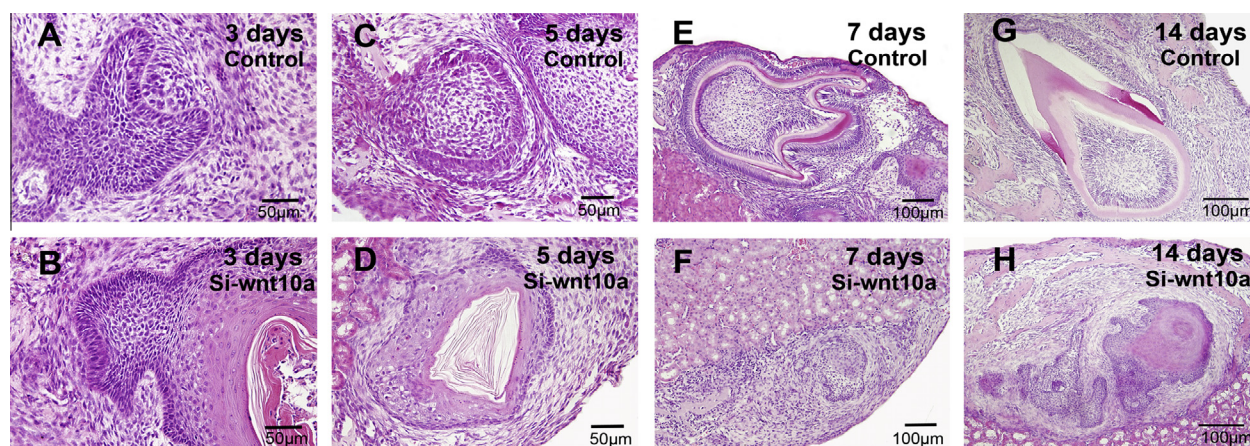 A
3 days
Control
50µm
C
5 days
Control
50µm
E
7 days
Control
100µm
G
14 days
Control
100µm
B
3 days
Si-wnt10a
50µm
D
5 days
Si-wnt10a
50µm
F
7 days
Si-wnt10a
100µm
H
14 days
Si-wnt10a
100µm